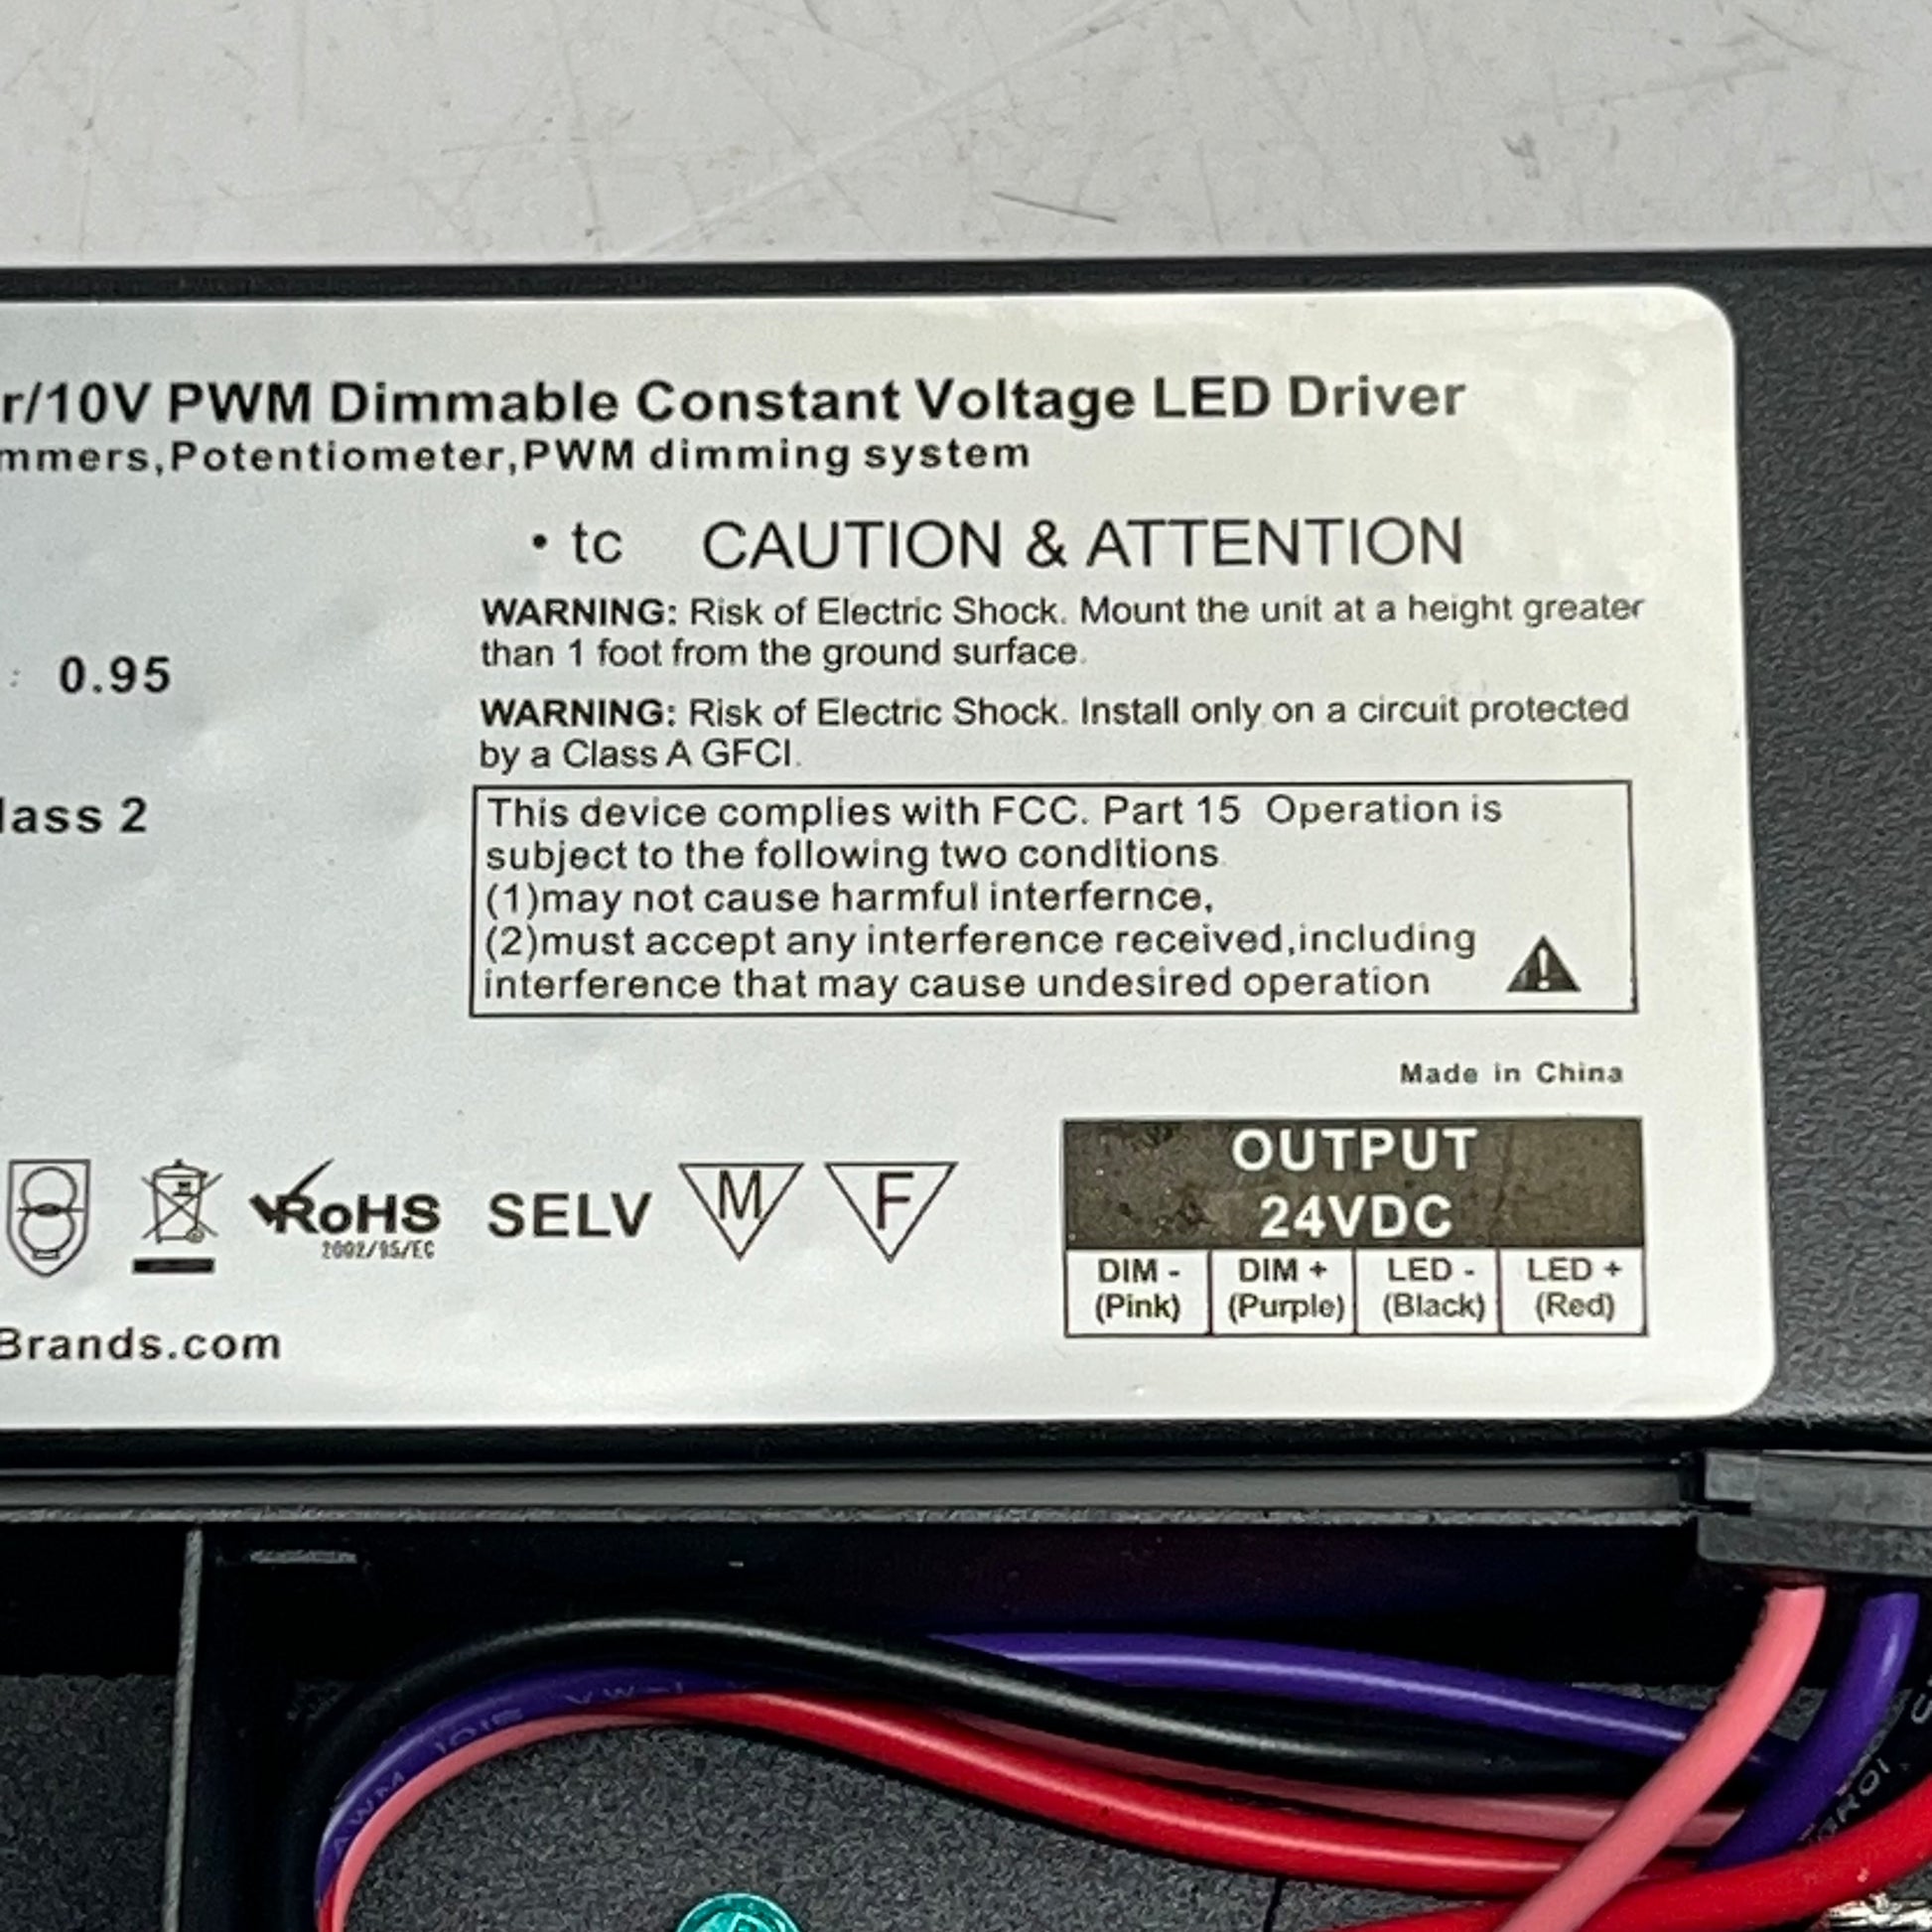 r/10V PWM Dimmable Constant Voltage LED Driver
mmers,Potentiometer,PWM dimming system
• tc CAUTION & ATTENTION
WARNING: Risk of Electric Shock. Mount the unit at a height greater
than 1 foot from the ground surface.
: 0.95
WARNING: Risk of Electric Shock. Install only on a circuit protected
by a Class A GFCI.
lass 2
This device complies with FCC. Part 15 Operation is
subject to the following two conditions.
(1)may not cause harmful interfernce,
(2)must accept any interference received,including
interference that may cause undesired operation
Made in China
RoHS
2002/95/EC
SELV
M
F
OUTPUT
24VDC
DIM - DIM + LED - LED +
(Pink) (Purple) (Black) (Red)
Brands.com
VW-1
AWM